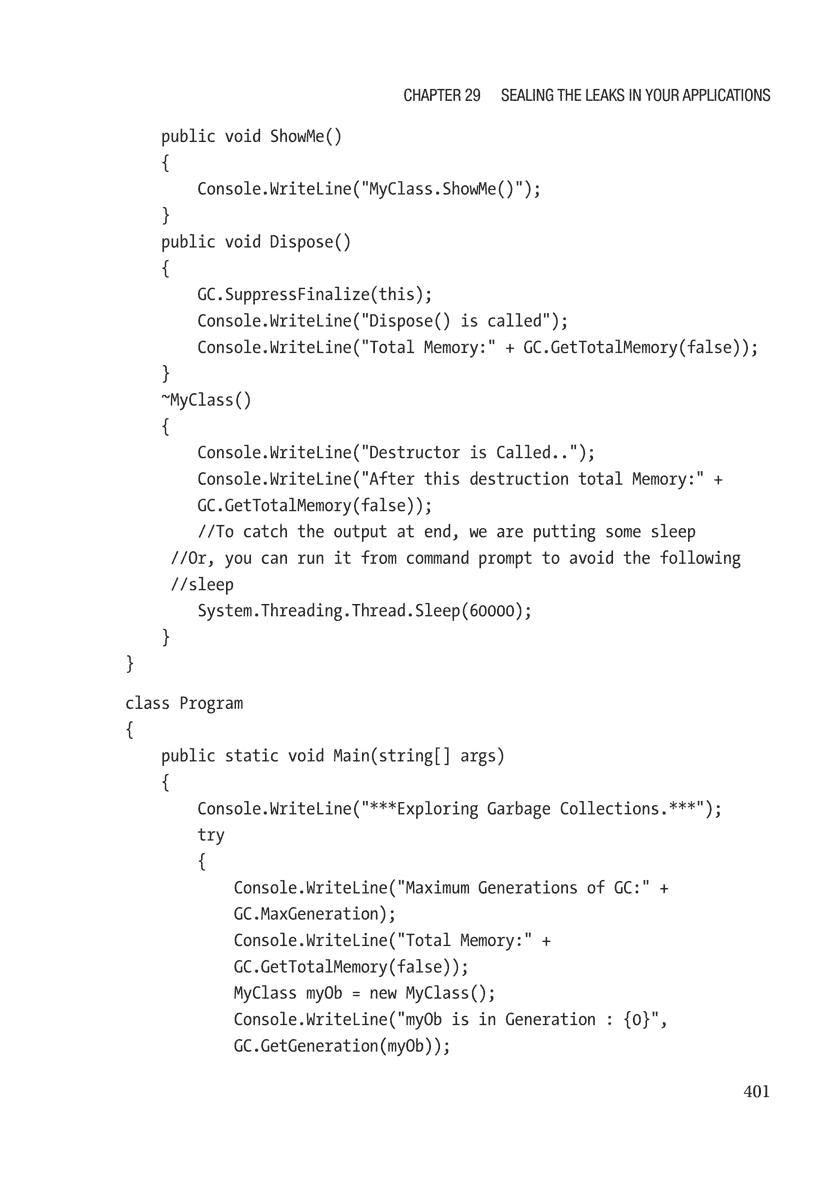 CHAPTER 29 SEALING THE LEAKS IN YOUR APPLICATIONS
public void ShowMe()
{
Console.WriteLine("MyClass.ShowMe()");
}
public void Dispose()
{
GC.SuppressFinalize(this);
Console.WriteLine("Dispose() is called");
Console.WriteLine("Total Memory:" + GC.GetTotalMemory(false));
}
~MyClass()
{
Console.WriteLine("Destructor is Called..");
Console.WriteLine("After this destruction total Memory:" +
GC.GetTotalMemory(false));
//To catch the output at end, we are putting some sleep
//Or, you can run it from command prompt to avoid the following
//sleep
System.Threading.Thread.Sleep(60000);
}
}
class Program
{
public static void Main(string[] args)
{
Console.WriteLine("***Exploring Garbage Collections.***");
try
{
Console.WriteLine("Maximum Generations of GC:" +
GC.MaxGeneration);
Console.WriteLine("Total Memory:" +
GC.GetTotalMemory(false));
MyClass myOb = new MyClass();
Console.WriteLine("myOb is in Generation : {0}",
GC.GetGeneration(myOb));
401